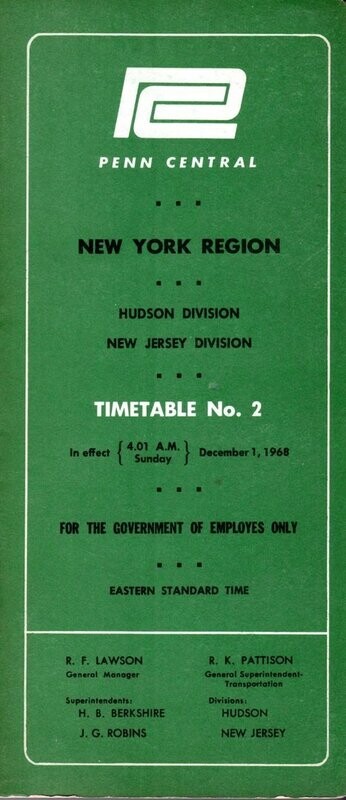 PENN CENTRAL
NEW YORK REGION
HUDSON DIVISION
NEW JERSEY DIVISION
TIMETABLE No. 2
In effect { 4.01 A.M. Sunday } December 1, 1968
FOR THE GOVERNMENT OF EMPLOYES ONLY
EASTERN STANDARD TIME
R. F. LAWSON
General Manager
R. K. PATTISON
General Superintendent-
Transportation
Superintendents: Divisions:
H. B. BERKSHIRE HUDSON
J. G. ROBINS NEW JERSEY